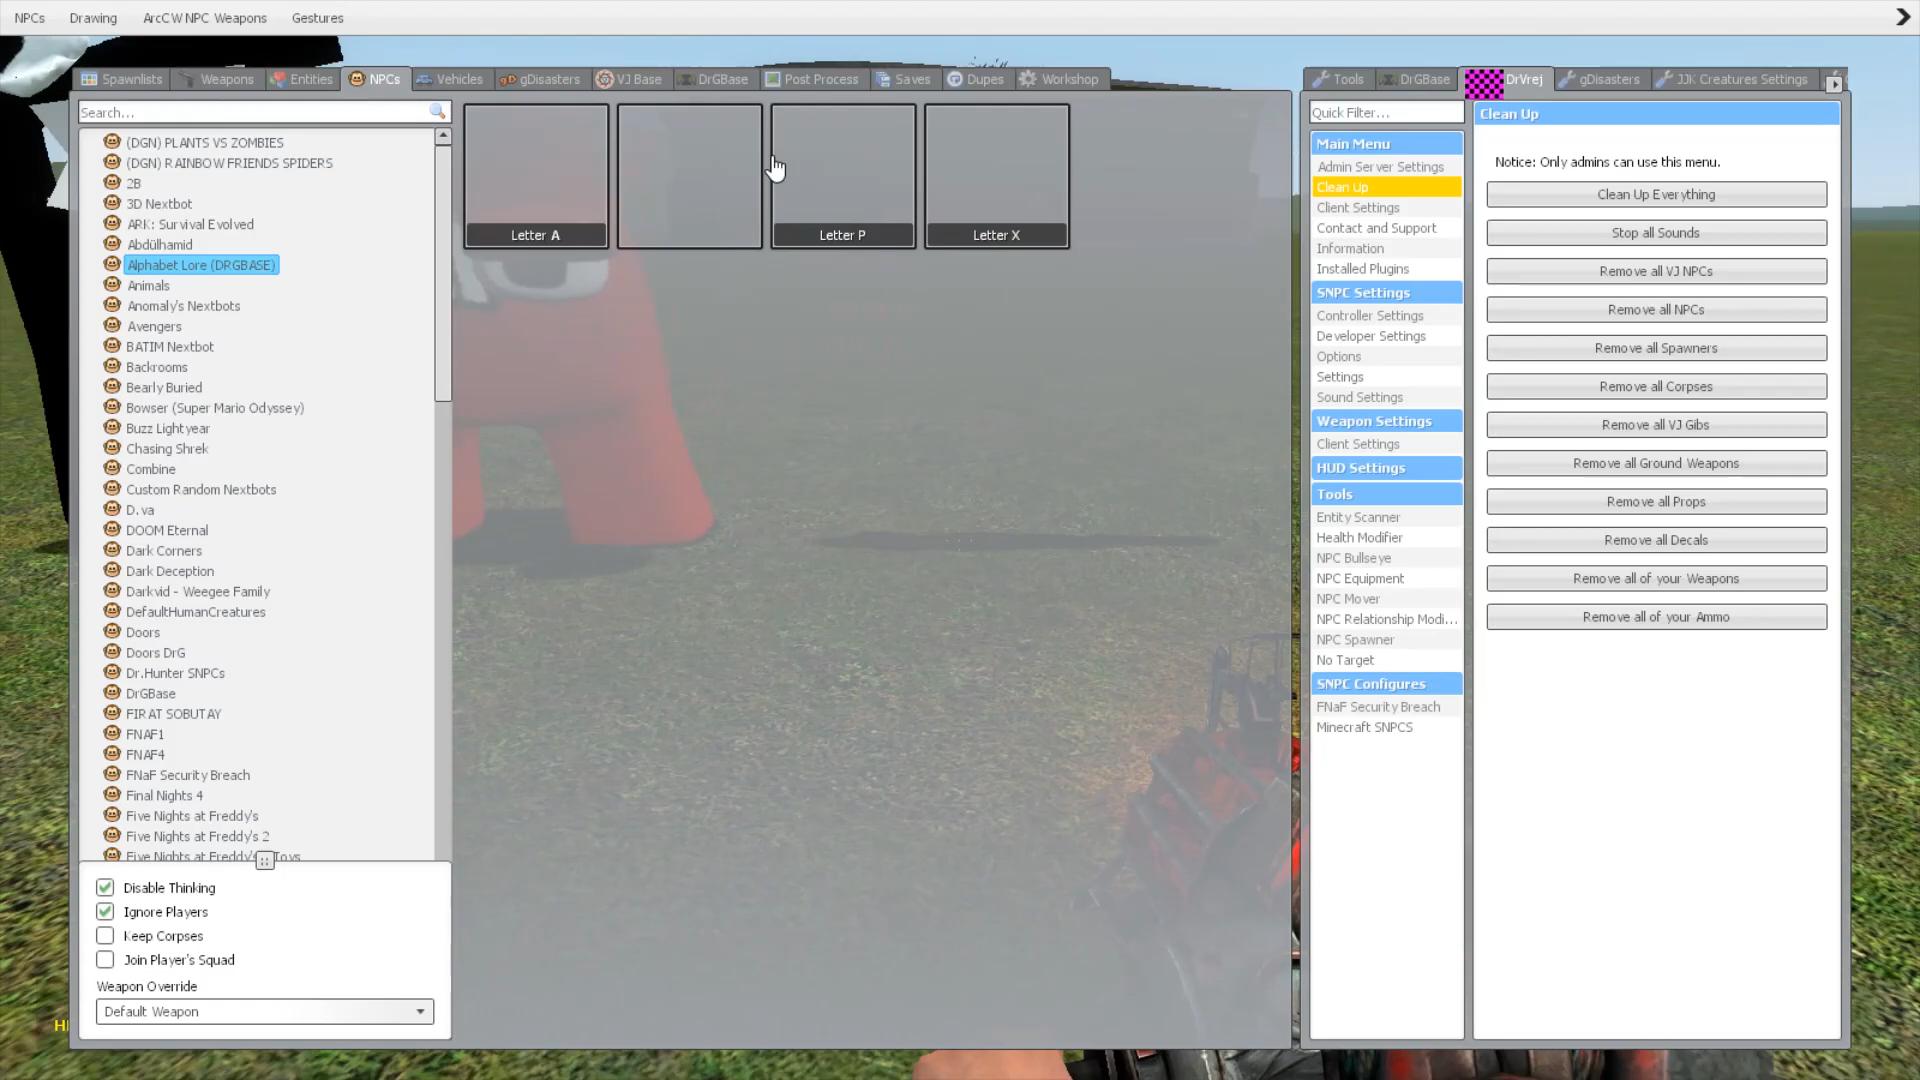 NPCs Drawing ArcCW NPC Weapons Gestures
Spawnlists Weapons Entities NPCs Vehicles gDisasters VJ Base DrGBase Post Process Saves Dupes Workshop
Search...
(DGN) PLANTS VS ZOMBIES
(DGN) RAINBOW FRIENDS SPIDERS
2B
3D Nextbot
ARK: Survival Evolved
Abdülhamid
Alphabet Lore (DRGBASE)
Animals
Anomaly's Nextbots
Avengers
BATIM Nextbot
Backrooms
Bearly Buried
Bowser (Super Mario Odyssey)
Buzz Lightyear
Chasing Shrek
Combine
Custom Random Nextbots
D.va
DOOM Eternal
Dark Corners
Dark Deception
Darkvid - Weegee Family
DefaultHumanCreatures
Doors
Doors DrG
Dr.Hunter SNPCs
DrGBase
FIRAT SOBUTAY
FNAF1
FNAF4
FNaF Security Breach
Final Nights 4
Five Nights at Freddy's
Five Nights at Freddy's 2
Five Nights at Freddy's Toys
Disable Thinking
Ignore Players
Keep Corpses
Join Player's Squad
Weapon Override
Default Weapon
Letter A
Letter P
Letter X
Tools DrGBase DrVrej gDisasters JJK Creatures Settings
Quick Filter...
Main Menu
Admin Server Settings
Clean Up
Client Settings
Contact and Support
Information
Installed Plugins
SNPC Settings
Controller Settings
Developer Settings
Options
Settings
Sound Settings
Weapon Settings
Client Settings
HUD Settings
Tools
Entity Scanner
Health Modifier
NPC Bullseye
NPC Equipment
NPC Mover
NPC Relationship Modi...
NPC Spawner
No Target
SNPC Configures
FNaF Security Breach
Minecraft SNPCS
Clean Up
Notice: Only admins can use this menu.
Clean Up Everything
Stop all Sounds
Remove all VJ NPCs
Remove all NPCs
Remove all Spawners
Remove all Corpses
Remove all VJ Gibs
Remove all Ground Weapons
Remove all Props
Remove all Decals
Remove all of your Weapons
Remove all of your Ammo